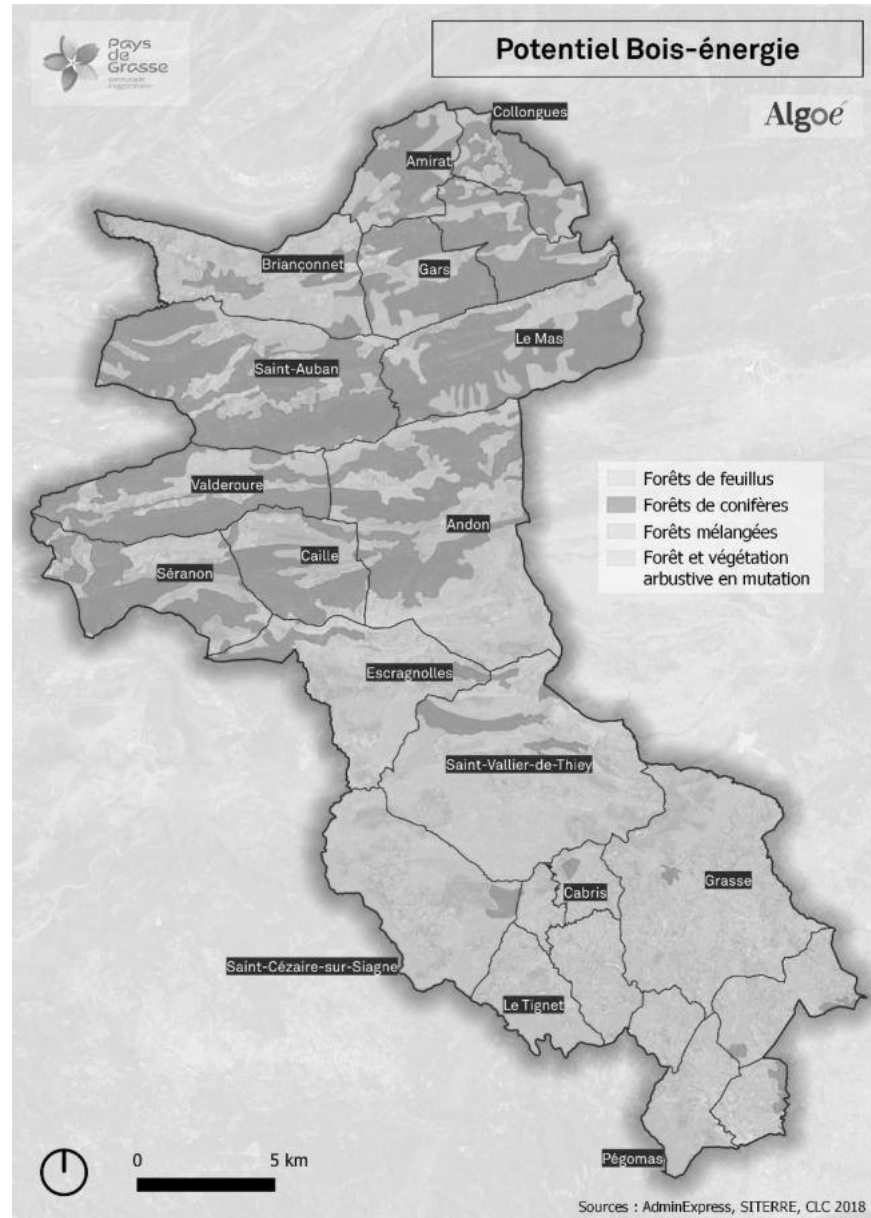 Pays
de
Grasse
communauté
d'agglomération
Potentiel Bois-énergie
Algoé
Collongues
Amirat
Briançonnet
Gars
Le Mas
Saint-Auban
Valderoure
Andon
Caille
Séranon
Forêts de feuillus
Forêts de conifères
Forêts mélangées
Forêt et végétation
arbustive en mutation
Escragnolles
Saint-Vallier-de-Thiey
Cabris
Grasse
Saint-Cézaire-sur-Siagne
Le Tignet
Pégomas
0
5 km
Sources : AdminExpress, SITERRE, CLC 2018